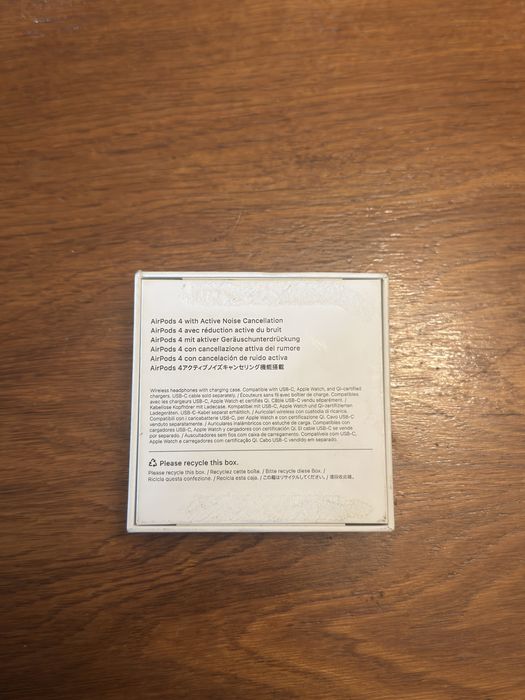 AirPods 4 with Active Noise Cancellation
AirPods 4 avec réduction active du bruit
AirPods 4 mit aktiver Geräuschunterdrückung
AirPods 4 con cancellazione attiva del rumore
AirPods 4 con cancelación de ruido activa
AirPods 4アクティブノイズキャンセリング機能搭載
Wireless headphones with charging case. Compatible with USB-C, Apple Watch, and Qi-certified
chargers. USB-C cable sold separately. / Écouteurs sans fil avec boîtier de charge. Compatibles
avec les chargeurs USB-C, Apple Watch et certifiés Qi. Câble USB-C vendu séparément. /
Kabellose Kopfhörer mit Ladecase. Kompatibel mit USB-C, Apple Watch und Qi-zertifizierten
Ladegeräten. USB-C-Kabel separat erhältlich. / Auricolari wireless con custodia di ricarica.
Compatibili con i caricabatterie USB-C, per Apple Watch e con certificazione Qi. Cavo USB-C
venduto separatamente. / Auriculares inalámbricos con estuche de carga. Compatibles con
cargadores USB-C, Apple Watch y cargadores con certificación Qi. El cable USB-C se vende
por separado. / Auscultadores sem fios com caixa de carregamento. Compatíveis com USB-C,
Apple Watch e carregadores com certificação Qi. Cabo USB-C vendido em separado.
Please recycle this box.
Please recycle this box. / Recyclez cette boîte. / Bitte recycle diese Box. /
Ricicla questa confezione. / Recicla esta caja. / この箱はリサイクルしてください。/ 請回收此箱。